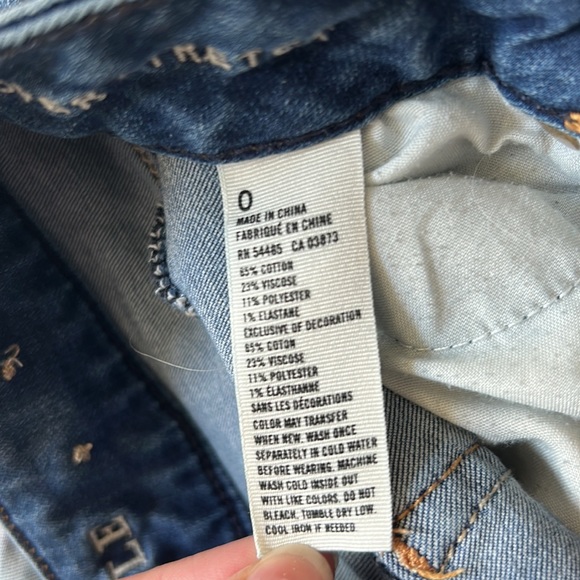 STRETCH
0
MADE IN CHINA
FABRIQUÉ EN CHINE
RN 54485 CA 03873
65% COTTON
23% VISCOSE
11% POLYESTER
1% ELASTANE
EXCLUSIVE OF DECORATION
65% COTON
23% VISCOSE
11% POLYESTER
1% ÉLASTHANNE
SANS LES DÉCORATIONS
COLOR MAY TRANSFER
WHEN NEW. WASH ONCE
SEPARATELY IN COLD WATER
BEFORE WEARING. MACHINE
WASH COLD INSIDE OUT
WITH LIKE COLORS. DO NOT
BLEACH. TUMBLE DRY LOW.
COOL IRON IF NEEDED.
LE